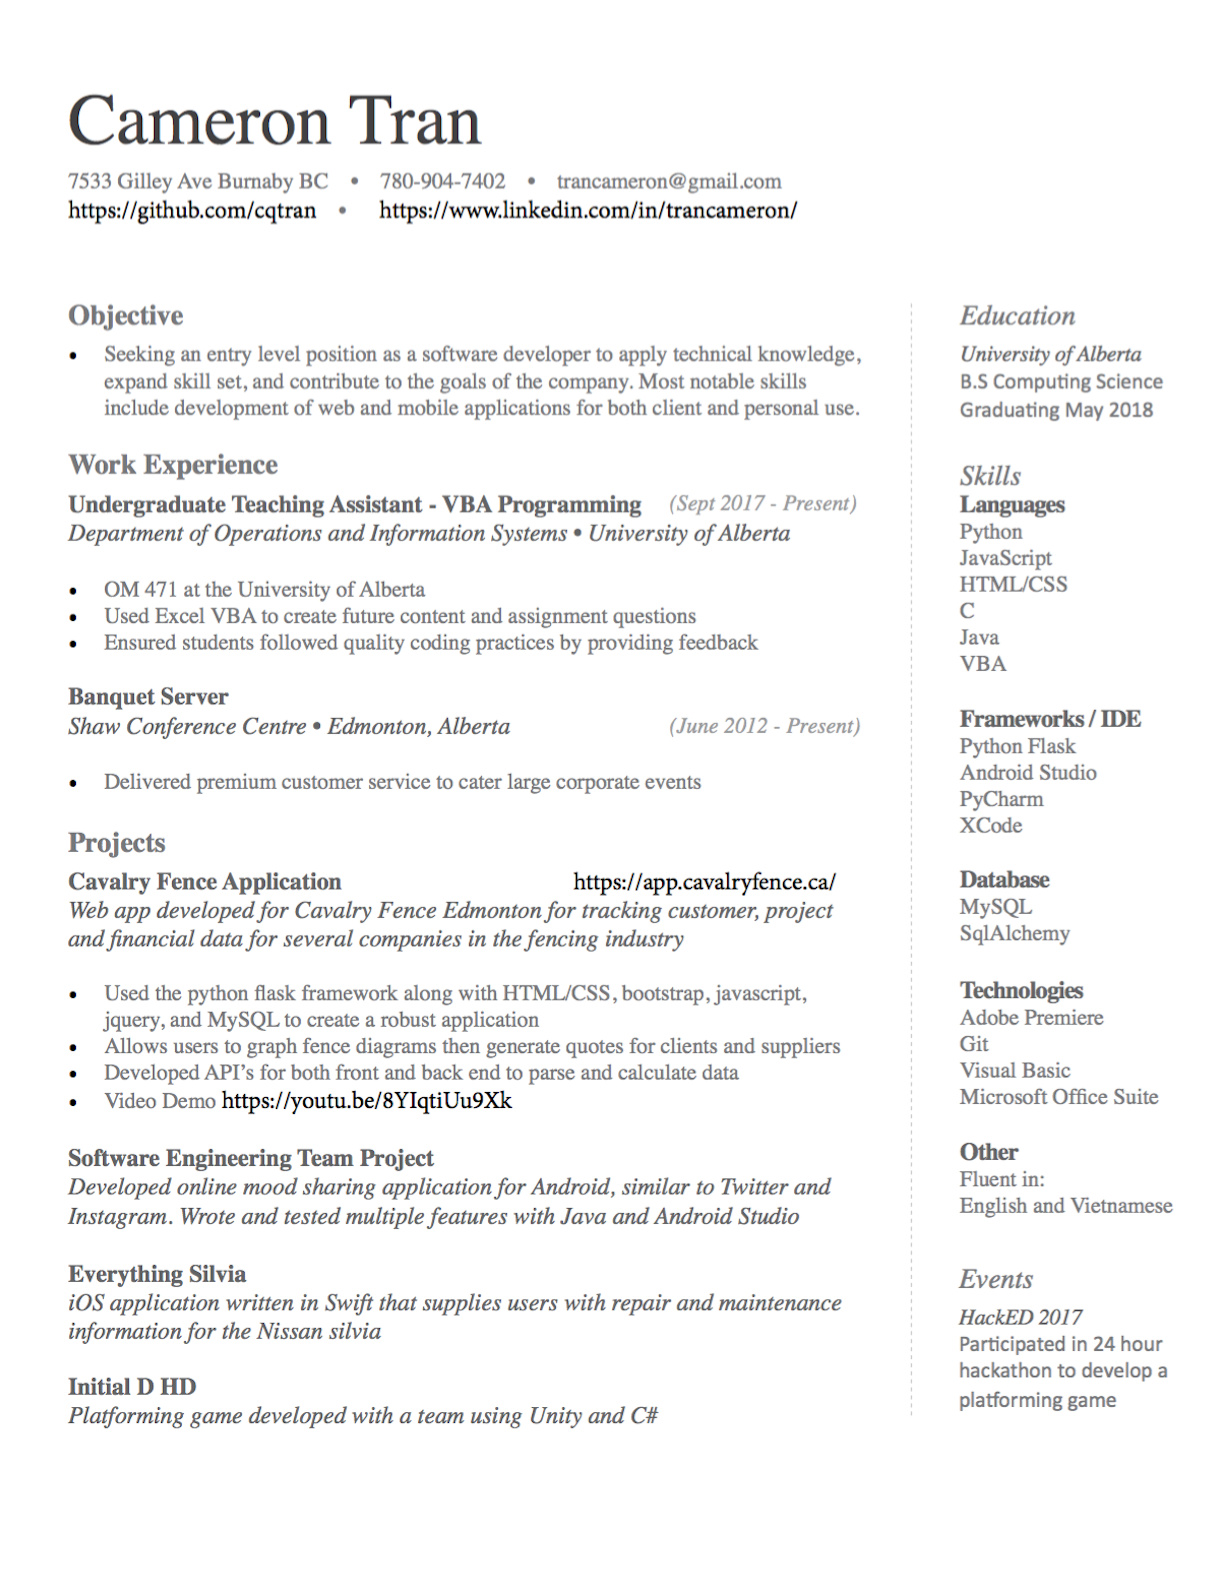 Cameron Tran
7533 Gilley Ave Burnaby BC • 780-904-7402 • trancameron@gmail.com
https://github.com/cqtran • https://www.linkedin.com/in/trancameron/
Objective
• Seeking an entry level position as a software developer to apply technical knowledge,
expand skill set, and contribute to the goals of the company. Most notable skills
include development of web and mobile applications for both client and personal use.
Work Experience
Undergraduate Teaching Assistant - VBA Programming (Sept 2017 - Present)
Department of Operations and Information Systems • University of Alberta
• OM 471 at the University of Alberta
• Used Excel VBA to create future content and assignment questions
• Ensured students followed quality coding practices by providing feedback
Banquet Server
Shaw Conference Centre • Edmonton, Alberta (June 2012 - Present)
• Delivered premium customer service to cater large corporate events
Projects
Cavalry Fence Application https://app.cavalryfence.ca/
Web app developed for Cavalry Fence Edmonton for tracking customer, project
and financial data for several companies in the fencing industry
• Used the python flask framework along with HTML/CSS, bootstrap, javascript,
jquery, and MySQL to create a robust application
• Allows users to graph fence diagrams then generate quotes for clients and suppliers
• Developed API’s for both front and back end to parse and calculate data
• Video Demo https://youtu.be/8YIqtiUu9Xk
Software Engineering Team Project
Developed online mood sharing application for Android, similar to Twitter and
Instagram. Wrote and tested multiple features with Java and Android Studio
Everything Silvia
iOS application written in Swift that supplies users with repair and maintenance
information for the Nissan silvia
Initial D HD
Platforming game developed with a team using Unity and C#
Education
University of Alberta
B.S Computing Science
Graduating May 2018
Skills
Languages
Python
JavaScript
HTML/CSS
C
Java
VBA
Frameworks / IDE
Python Flask
Android Studio
PyCharm
XCode
Database
MySQL
SqlAlchemy
Technologies
Adobe Premiere
Git
Visual Basic
Microsoft Office Suite
Other
Fluent in:
English and Vietnamese
Events
HackED 2017
Participated in 24 hour
hackathon to develop a
platforming game